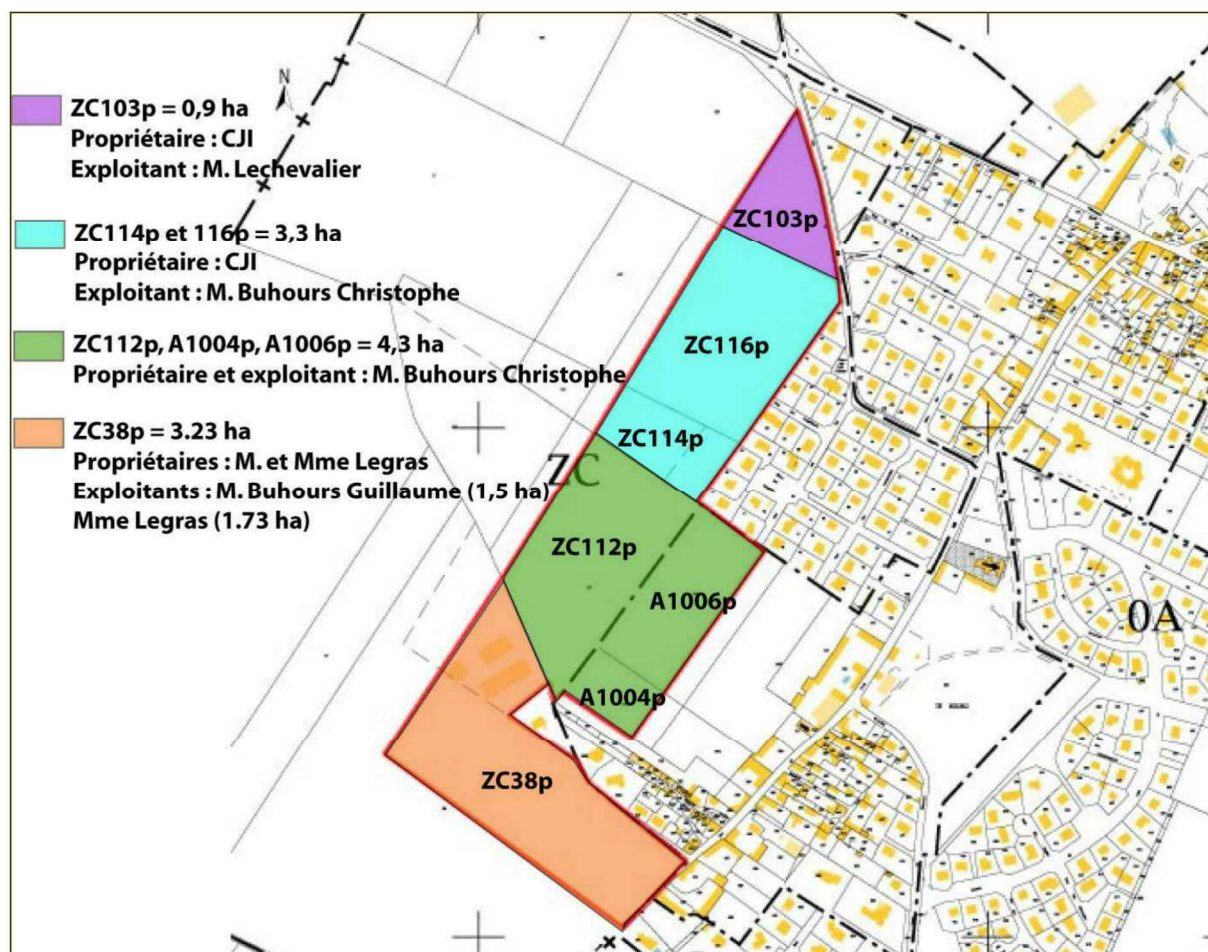 N
ZC103p = 0,9 ha
Propriétaire : CJI
Exploitant : M. Lechevalier
ZC114p et 116p = 3,3 ha
Propriétaire : CJI
Exploitant : M. Buhours Christophe
ZC112p, A1004p, A1006p = 4,3 ha
Propriétaire et exploitant : M. Buhours Christophe
ZC38p = 3.23 ha
Propriétaires : M. et Mme Legras
Exploitants : M. Buhours Guillaume (1,5 ha)
Mme Legras (1.73 ha)
ZC103p
ZC116p
ZC114p
ZC
ZC112p
A1006p
0A
A1004p
ZC38p